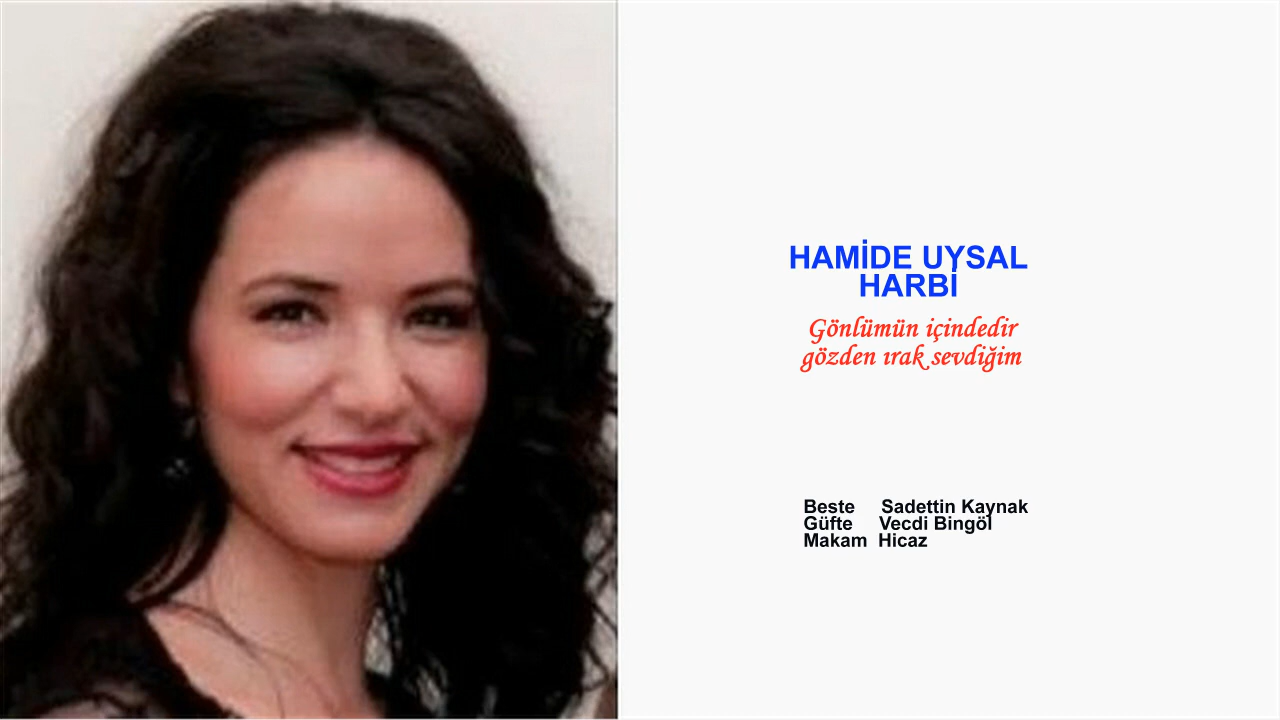 HAMİDE UYSAL
HARBİ
Gönlümün içindedir
gözden ırak sevdiğim
Beste Sadettin Kaynak
Güfte Vecdi Bingöl
Makam Hicaz